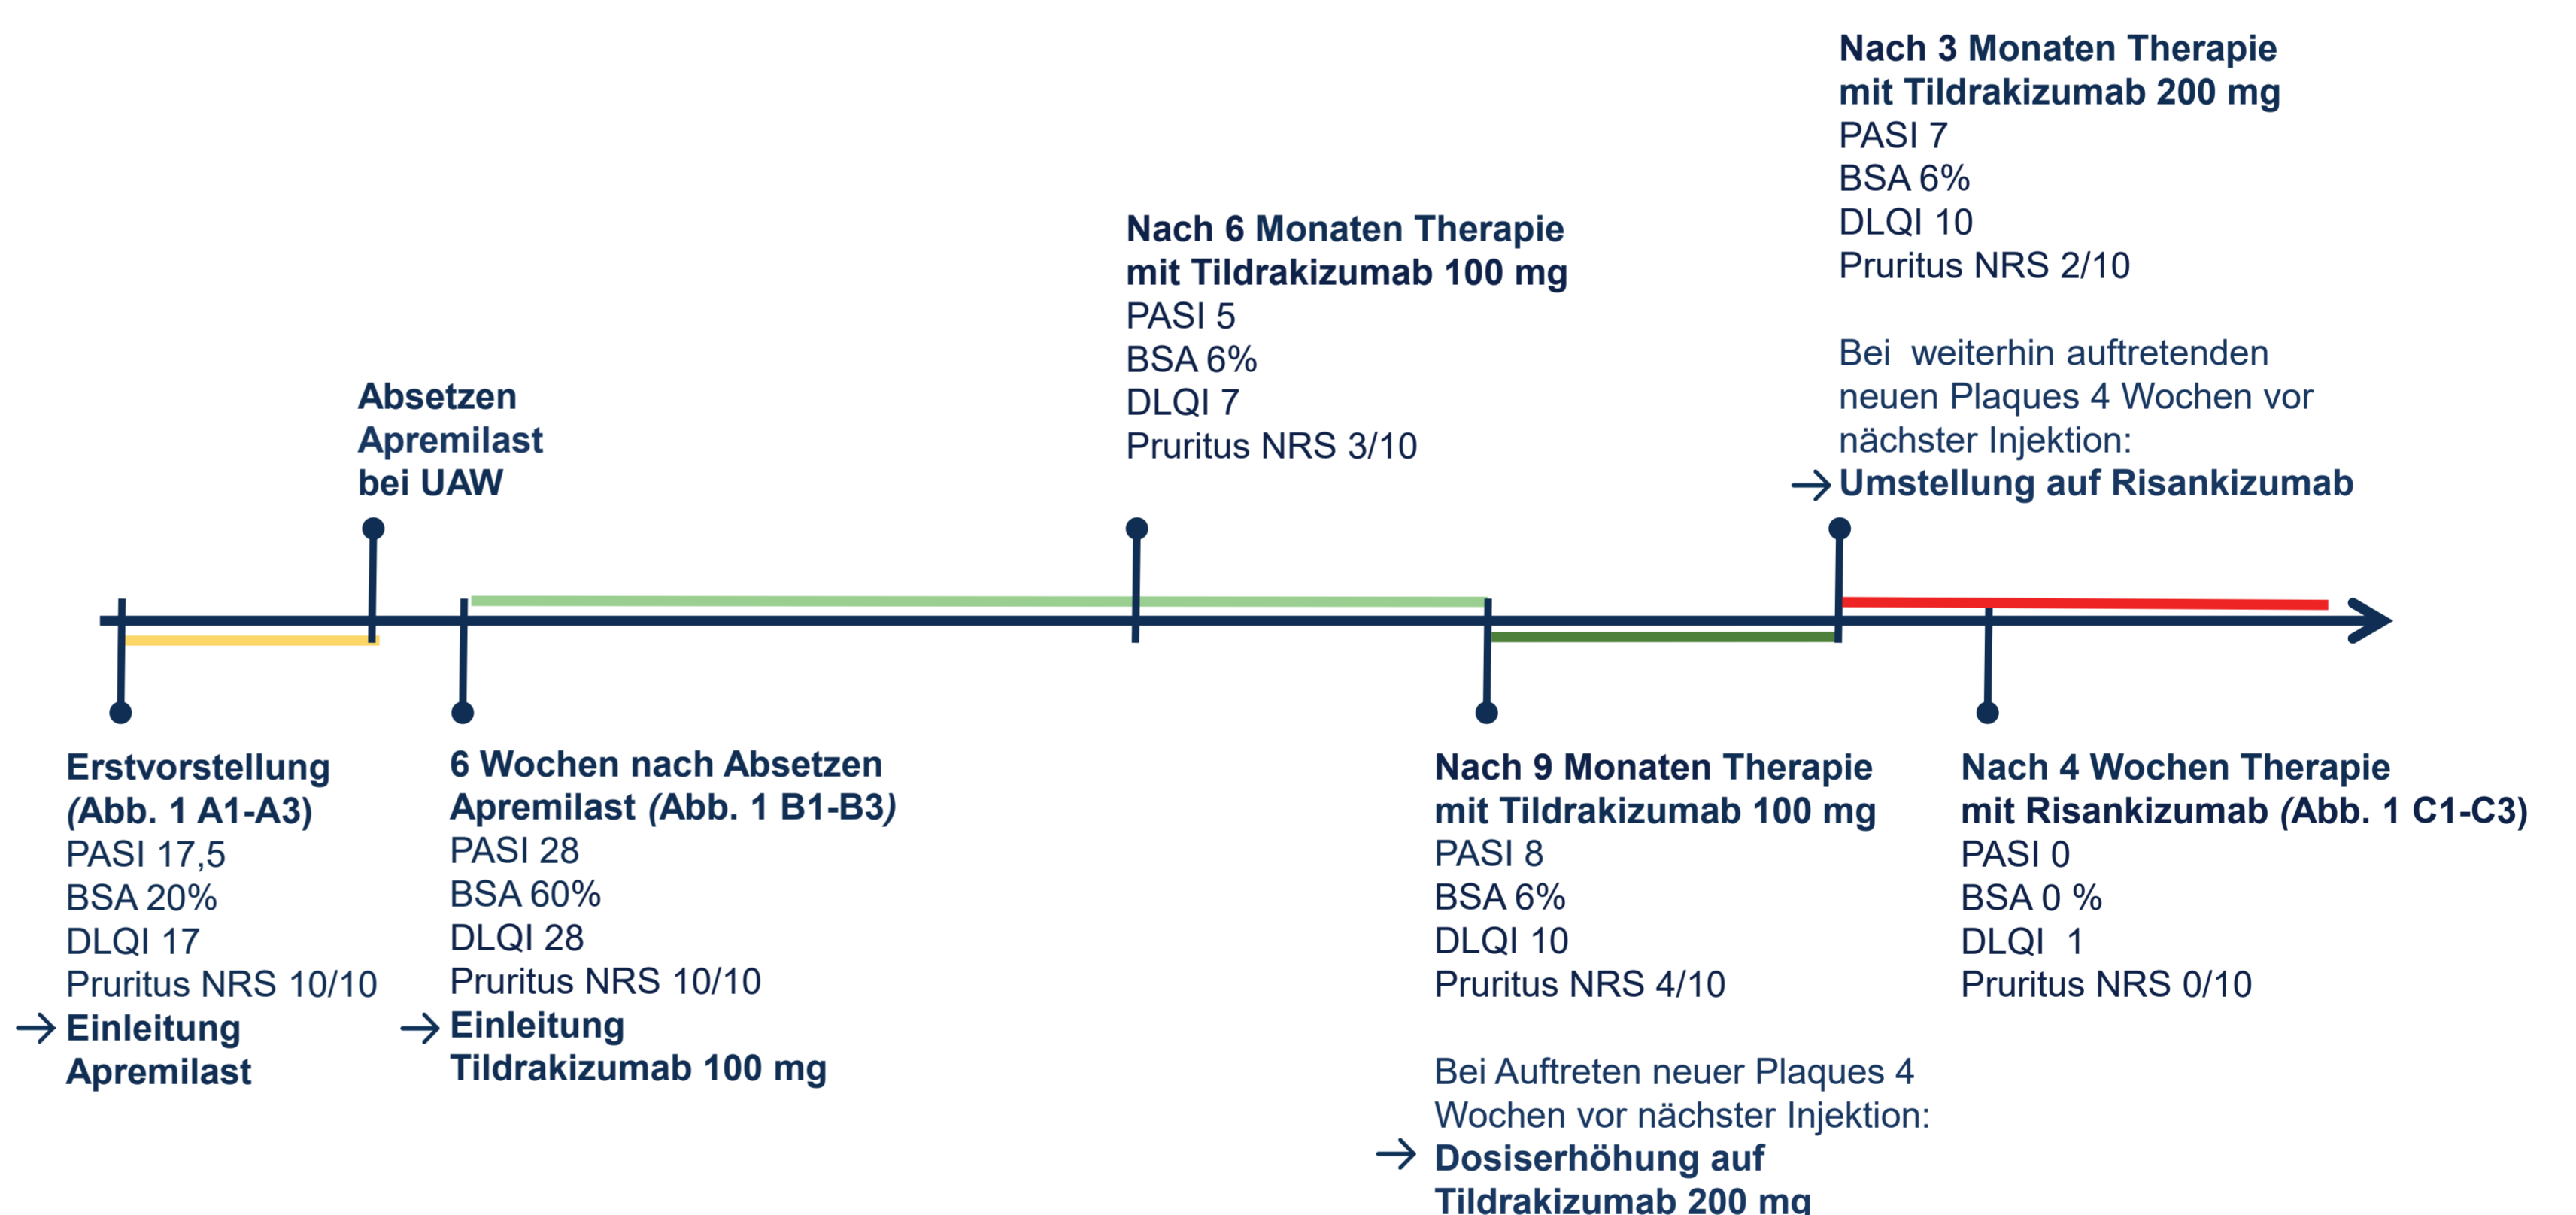 Erstvorstellung
(Abb. 1 A1-A3)
PASI 17,5
BSA 20%
DLQI 17
Pruritus NRS 10/10
→ Einleitung
Apremilast
Absetzen
Apremilast
bei UAW
6 Wochen nach Absetzen
Apremilast (Abb. 1 B1-B3)
PASI 28
BSA 60%
DLQI 28
Pruritus NRS 10/10
→ Einleitung
Tildrakizumab 100 mg
Nach 6 Monaten Therapie
mit Tildrakizumab 100 mg
PASI 5
BSA 6%
DLQI 7
Pruritus NRS 3/10
Nach 9 Monaten Therapie
mit Tildrakizumab 100 mg
PASI 8
BSA 6%
DLQI 10
Pruritus NRS 4/10
Bei Auftreten neuer Plaques 4
Wochen vor nächster Injektion:
→ Dosiserhöhung auf
Tildrakizumab 200 mg
Nach 3 Monaten Therapie
mit Tildrakizumab 200 mg
PASI 7
BSA 6%
DLQI 10
Pruritus NRS 2/10
Bei weiterhin auftretenden
neuen Plaques 4 Wochen vor
nächster Injektion:
→ Umstellung auf Risankizumab
Nach 4 Wochen Therapie
mit Risankizumab (Abb. 1 C1-C3)
PASI 0
BSA 0 %
DLQI 1
Pruritus NRS 0/10